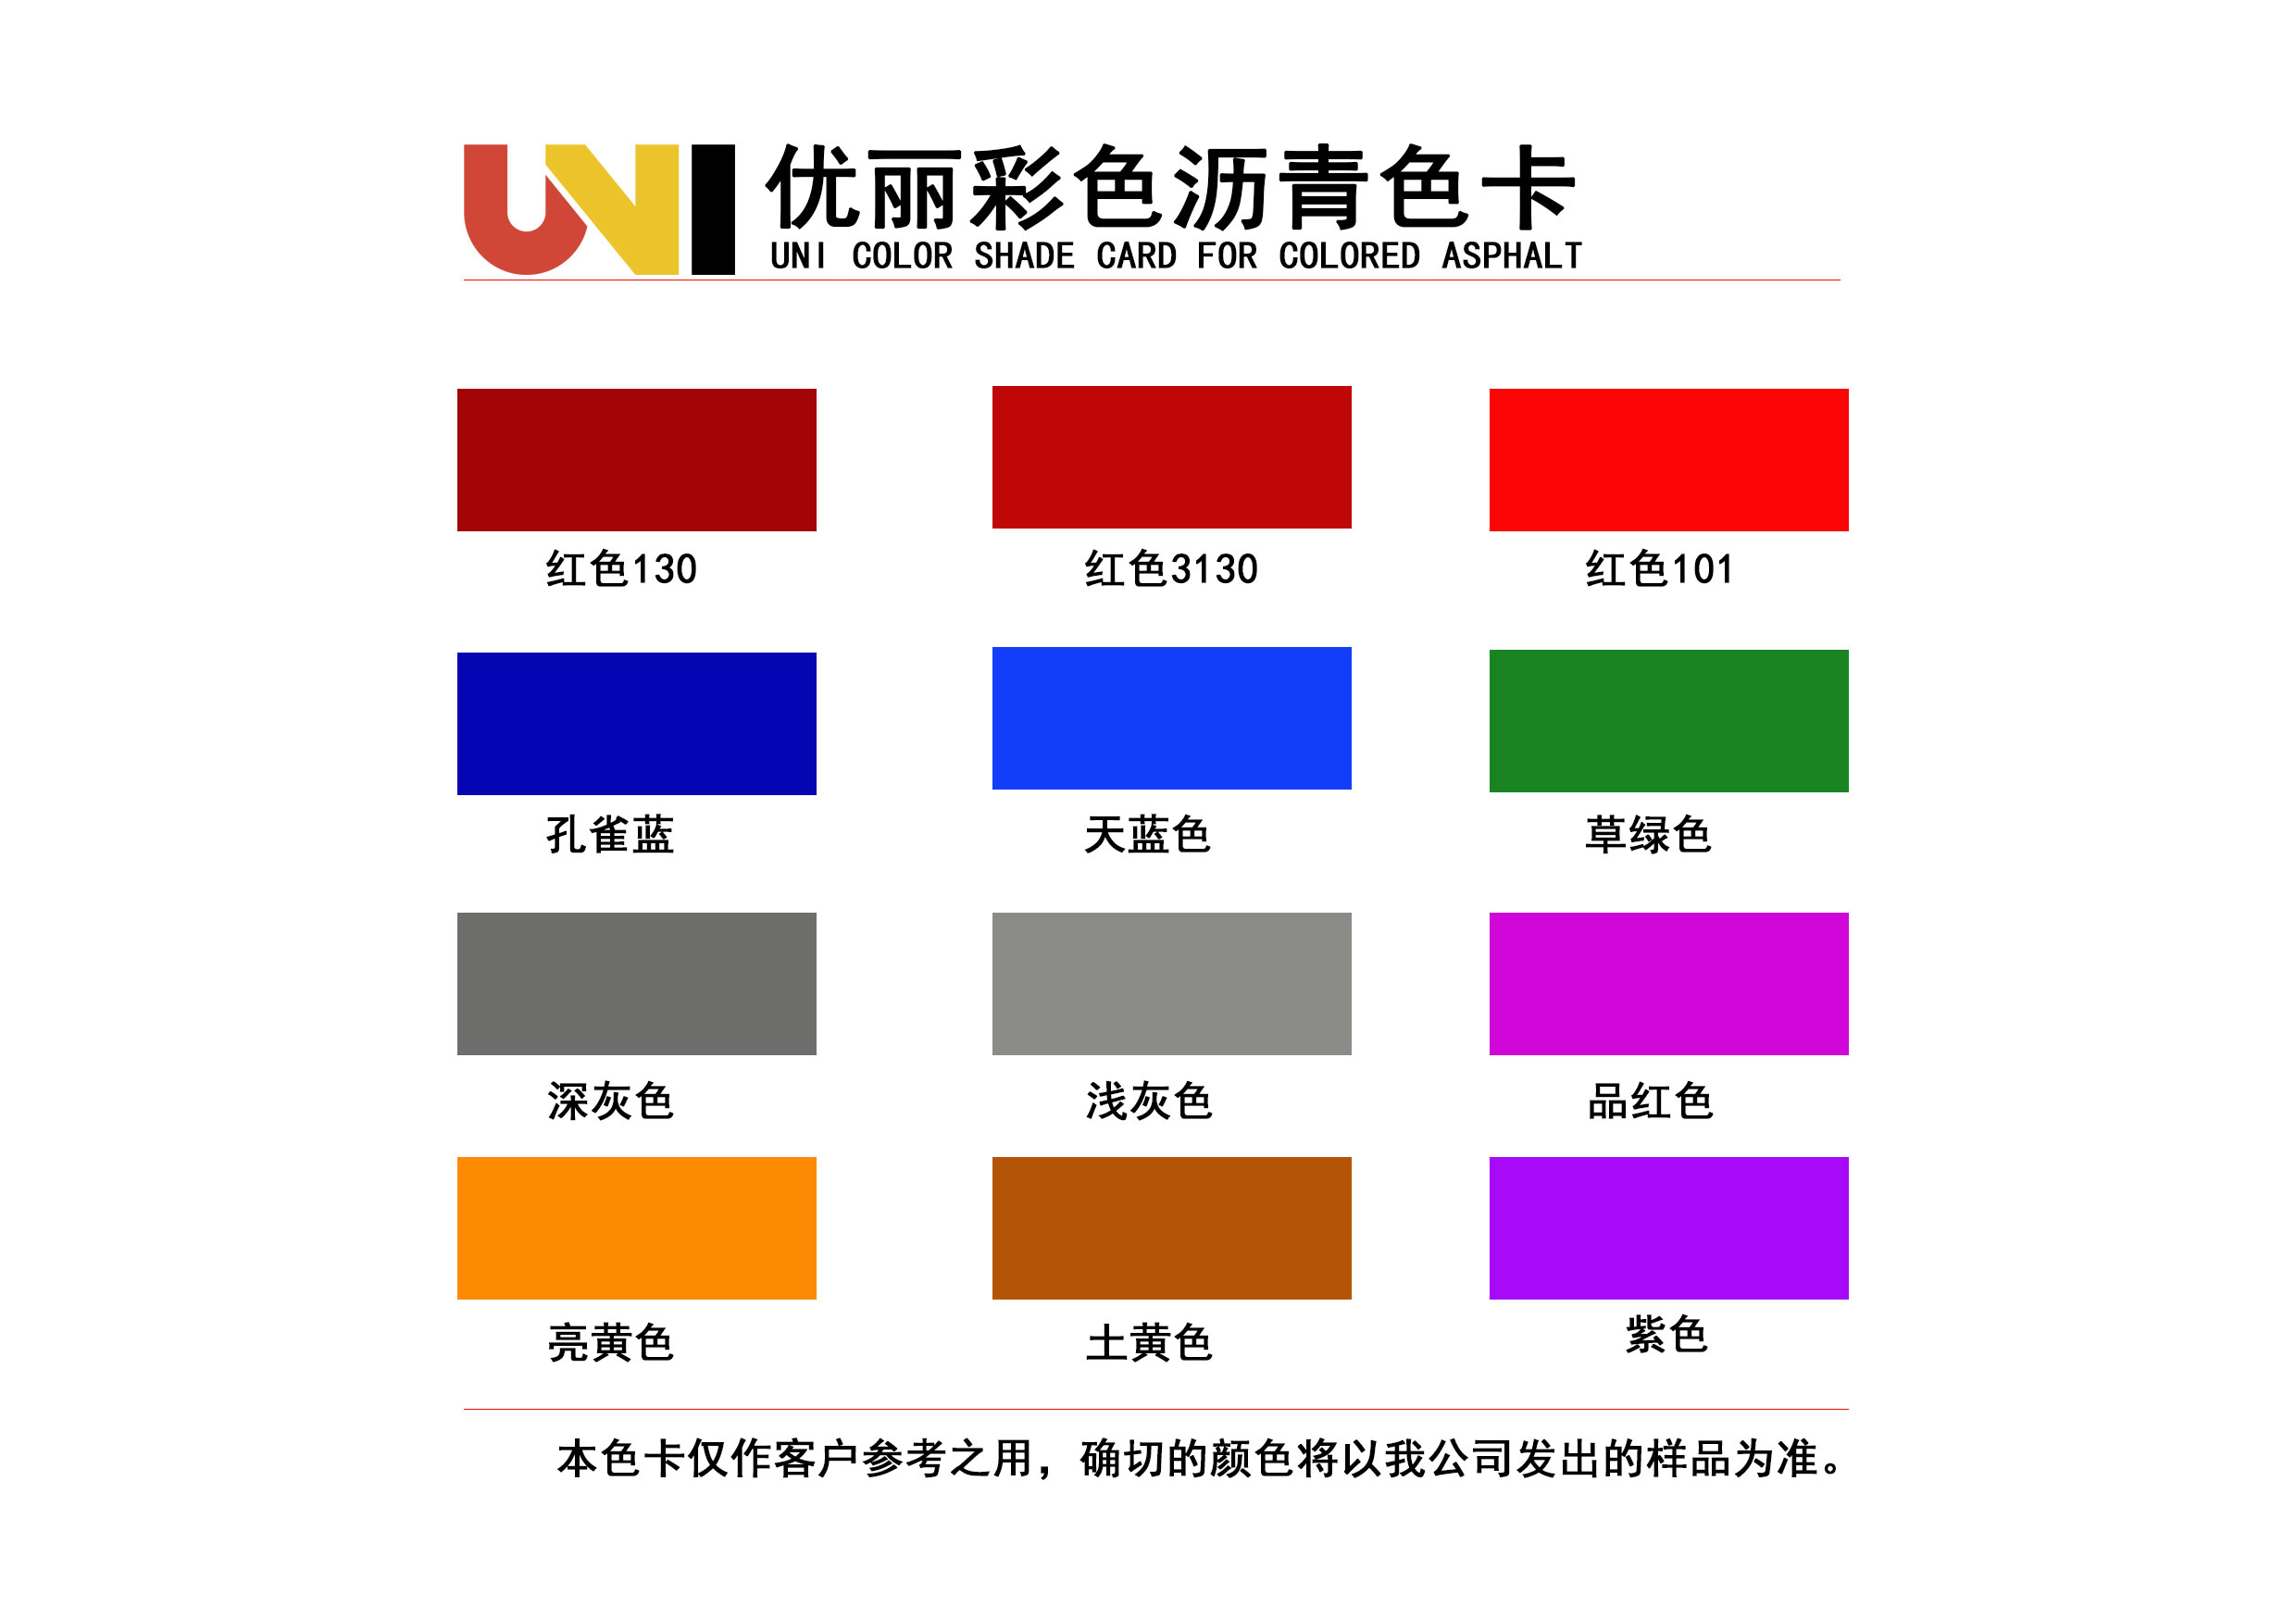 UNI 优丽彩色沥青色卡
UNI COLOR SHADE CARD FOR COLORED ASPHALT
红色130
红色3130
红色101
孔雀蓝
天蓝色
草绿色
深灰色
浅灰色
品红色
亮黄色
土黄色
紫色
本色卡仅作客户参考之用，确切的颜色将以我公司发出的样品为准。